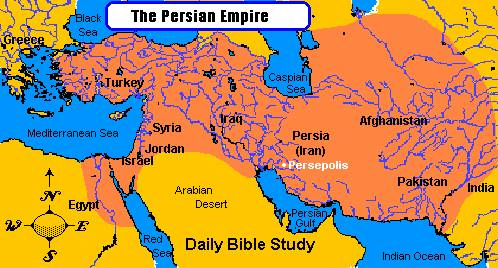 The Persian Empire
Black
Sea
Greece
Turkey
Caspian
Sea
Mediterranean Sea
Syria
Iraq
Afghanistan
Jordan
Israel
Persia
(Iran)
Persepolis
Pakistan
India
Egypt
Arabian
Desert
Persian
Gulf
N
W
E
S
Red
Sea
Daily Bible Study
Indian Ocean